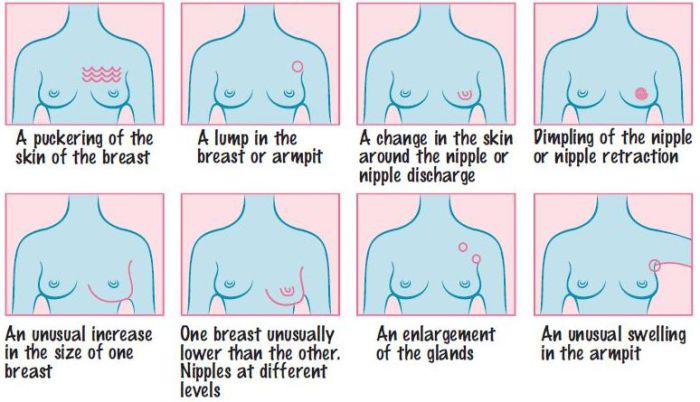 A puckering of the
skin of the breast
A lump in the
breast or armpit
A change in the skin
around the nipple or
nipple discharge
Dimpling of the nipple
or nipple retraction
An unusual increase
in the size of one
breast
One breast unusually
lower than the other.
Nipples at different
levels
An enlargement
of the glands
An unusual swelling
in the armpit